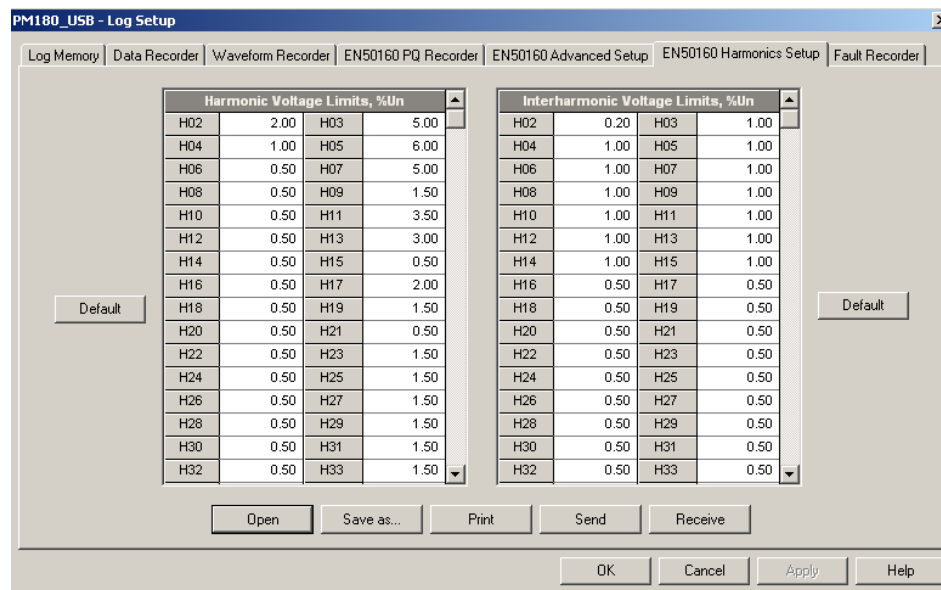 PM180_USB - Log Setup
Log Memory Data Recorder Waveform Recorder EN50160 PQ Recorder EN50160 Advanced Setup EN50160 Harmonics Setup Fault Recorder
Harmonic Voltage Limits, %Un
H02 2.00 H03 5.00
H04 1.00 H05 6.00
H06 0.50 H07 5.00
H08 0.50 H09 1.50
H10 0.50 H11 3.50
H12 0.50 H13 3.00
H14 0.50 H15 0.50
H16 0.50 H17 2.00
H18 0.50 H19 1.50
H20 0.50 H21 0.50
H22 0.50 H23 1.50
H24 0.50 H25 1.50
H26 0.50 H27 1.50
H28 0.50 H29 1.50
H30 0.50 H31 1.50
H32 0.50 H33 1.50
Interharmonic Voltage Limits, %Un
H02 0.20 H03 1.00
H04 1.00 H05 1.00
H06 1.00 H07 1.00
H08 1.00 H09 1.00
H10 1.00 H11 1.00
H12 1.00 H13 1.00
H14 1.00 H15 1.00
H16 0.50 H17 0.50
H18 0.50 H19 0.50
H20 0.50 H21 0.50
H22 0.50 H23 0.50
H24 0.50 H25 0.50
H26 0.50 H27 0.50
H28 0.50 H29 0.50
H30 0.50 H31 0.50
H32 0.50 H33 0.50
Default
Default
Open Save as... Print Send Receive
OK Cancel Apply Help